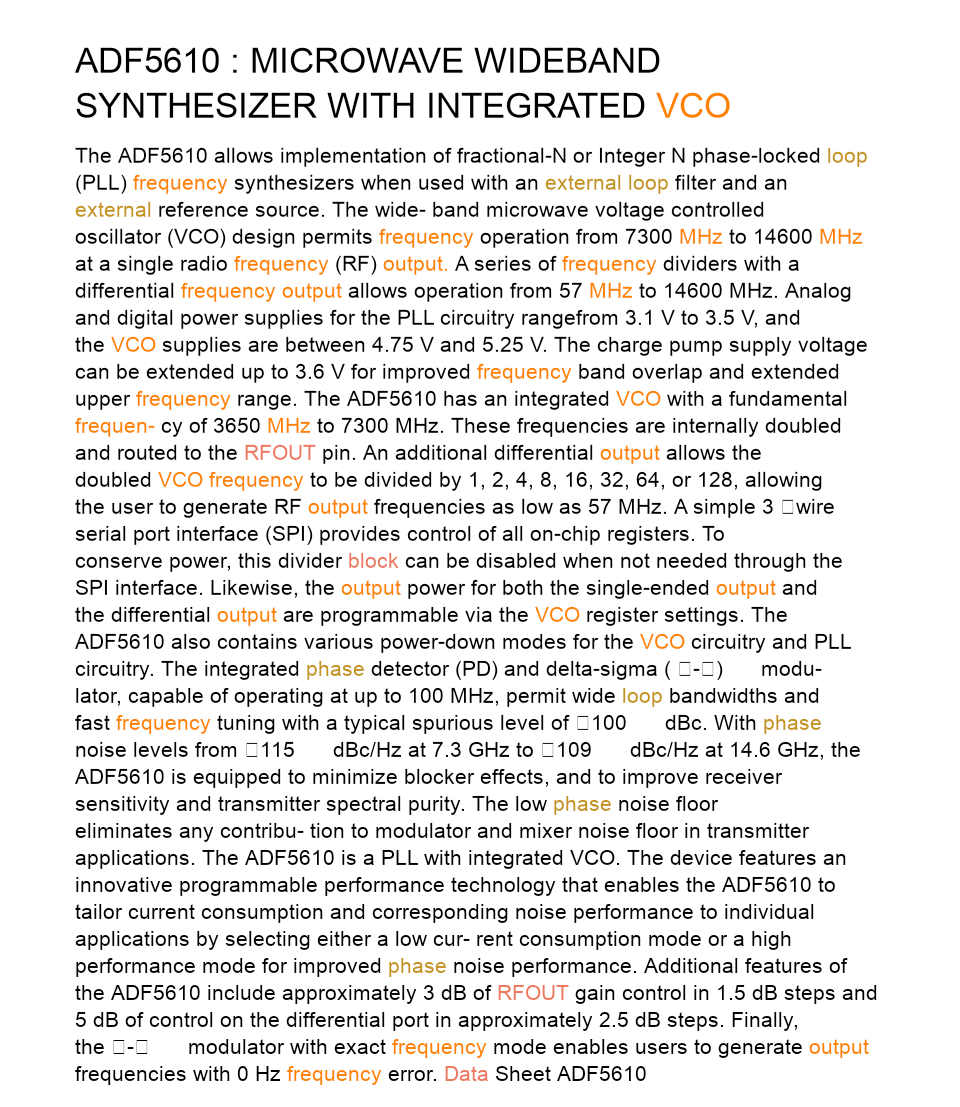 ADF5610 : MICROWAVE WIDEBAND
SYNTHESIZER WITH INTEGRATED VCO
The ADF5610 allows implementation of fractional-N or Integer N phase-locked loop
(PLL) frequency synthesizers when used with an external loop filter and an
external reference source. The wide- band microwave voltage controlled
oscillator (VCO) design permits frequency operation from 7300 MHz to 14600 MHz
at a single radio frequency (RF) output. A series of frequency dividers with a
differential frequency output allows operation from 57 MHz to 14600 MHz. Analog
and digital power supplies for the PLL circuitry rangefrom 3.1 V to 3.5 V, and
the VCO supplies are between 4.75 V and 5.25 V. The charge pump supply voltage
can be extended up to 3.6 V for improved frequency band overlap and extended
upper frequency range. The ADF5610 has an integrated VCO with a fundamental
frequen- cy of 3650 MHz to 7300 MHz. These frequencies are internally doubled
and routed to the RFOUT pin. An additional differential output allows the
doubled VCO frequency to be divided by 1, 2, 4, 8, 16, 32, 64, or 128, allowing
the user to generate RF output frequencies as low as 57 MHz. A simple 3 □wire
serial port interface (SPI) provides control of all on-chip registers. To
conserve power, this divider block can be disabled when not needed through the
SPI interface. Likewise, the output power for both the single-ended output and
the differential output are programmable via the VCO register settings. The
ADF5610 also contains various power-down modes for the VCO circuitry and PLL
circuitry. The integrated phase detector (PD) and delta-sigma ( □-□) modu-
lator, capable of operating at up to 100 MHz, permit wide loop bandwidths and
fast frequency tuning with a typical spurious level of □100 dBc. With phase
noise levels from □115 dBc/Hz at 7.3 GHz to □109 dBc/Hz at 14.6 GHz, the
ADF5610 is equipped to minimize blocker effects, and to improve receiver
sensitivity and transmitter spectral purity. The low phase noise floor
eliminates any contribu- tion to modulator and mixer noise floor in transmitter
applications. The ADF5610 is a PLL with integrated VCO. The device features an
innovative programmable performance technology that enables the ADF5610 to
tailor current consumption and corresponding noise performance to individual
applications by selecting either a low cur- rent consumption mode or a high
performance mode for improved phase noise performance. Additional features of
the ADF5610 include approximately 3 dB of RFOUT gain control in 1.5 dB steps and
5 dB of control on the differential port in approximately 2.5 dB steps. Finally,
the □-□ modulator with exact frequency mode enables users to generate output
frequencies with 0 Hz frequency error. Data Sheet ADF5610